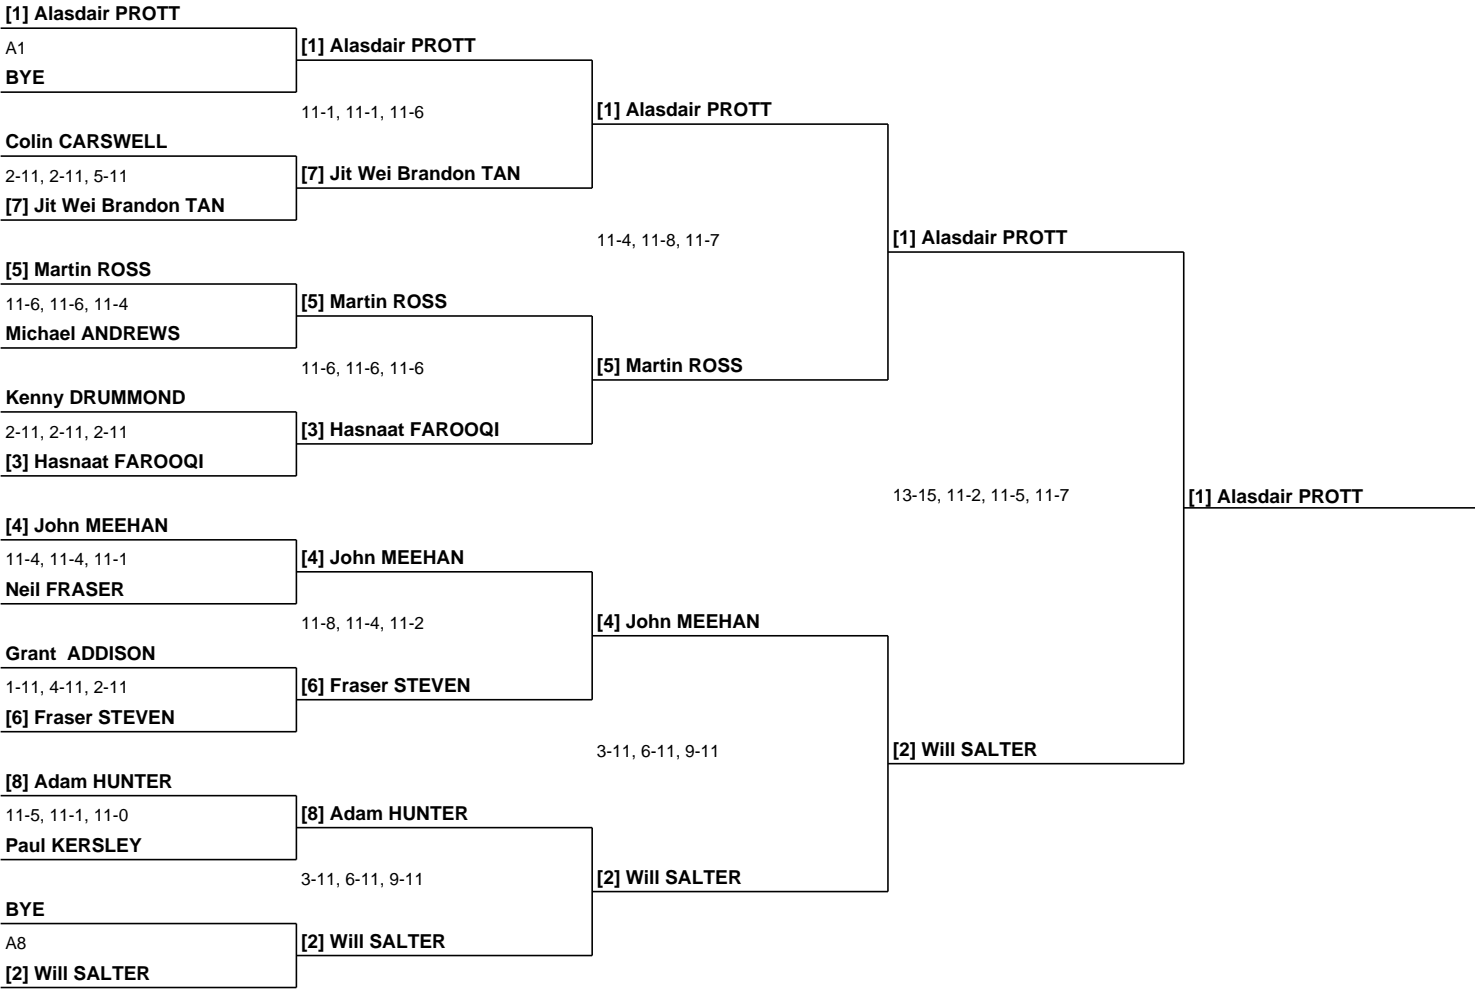 [1] Alasdair PROTT
A1
BYE
Colin CARSWELL
2-11, 2-11, 5-11
[7] Jit Wei Brandon TAN
[5] Martin ROSS
11-6, 11-6, 11-4
Michael ANDREWS
Kenny DRUMMOND
2-11, 2-11, 2-11
[3] Hasnaat FAROOQI
[4] John MEEHAN
11-4, 11-4, 11-1
Neil FRASER
Grant  ADDISON
1-11, 4-11, 2-11
[6] Fraser STEVEN
[8] Adam HUNTER
11-5, 11-1, 11-0
Paul KERSLEY
BYE
A8
[2] Will SALTER
[1] Alasdair PROTT
11-1, 11-1, 11-6
[7] Jit Wei Brandon TAN
[5] Martin ROSS
11-6, 11-6, 11-6
[3] Hasnaat FAROOQI
[4] John MEEHAN
11-8, 11-4, 11-2
[6] Fraser STEVEN
[8] Adam HUNTER
3-11, 6-11, 9-11
[2] Will SALTER
[1] Alasdair PROTT
11-4, 11-8, 11-7
[5] Martin ROSS
[4] John MEEHAN
3-11, 6-11, 9-11
[2] Will SALTER
[1] Alasdair PROTT
13-15, 11-2, 11-5, 11-7
[2] Will SALTER
[1] Alasdair PROTT